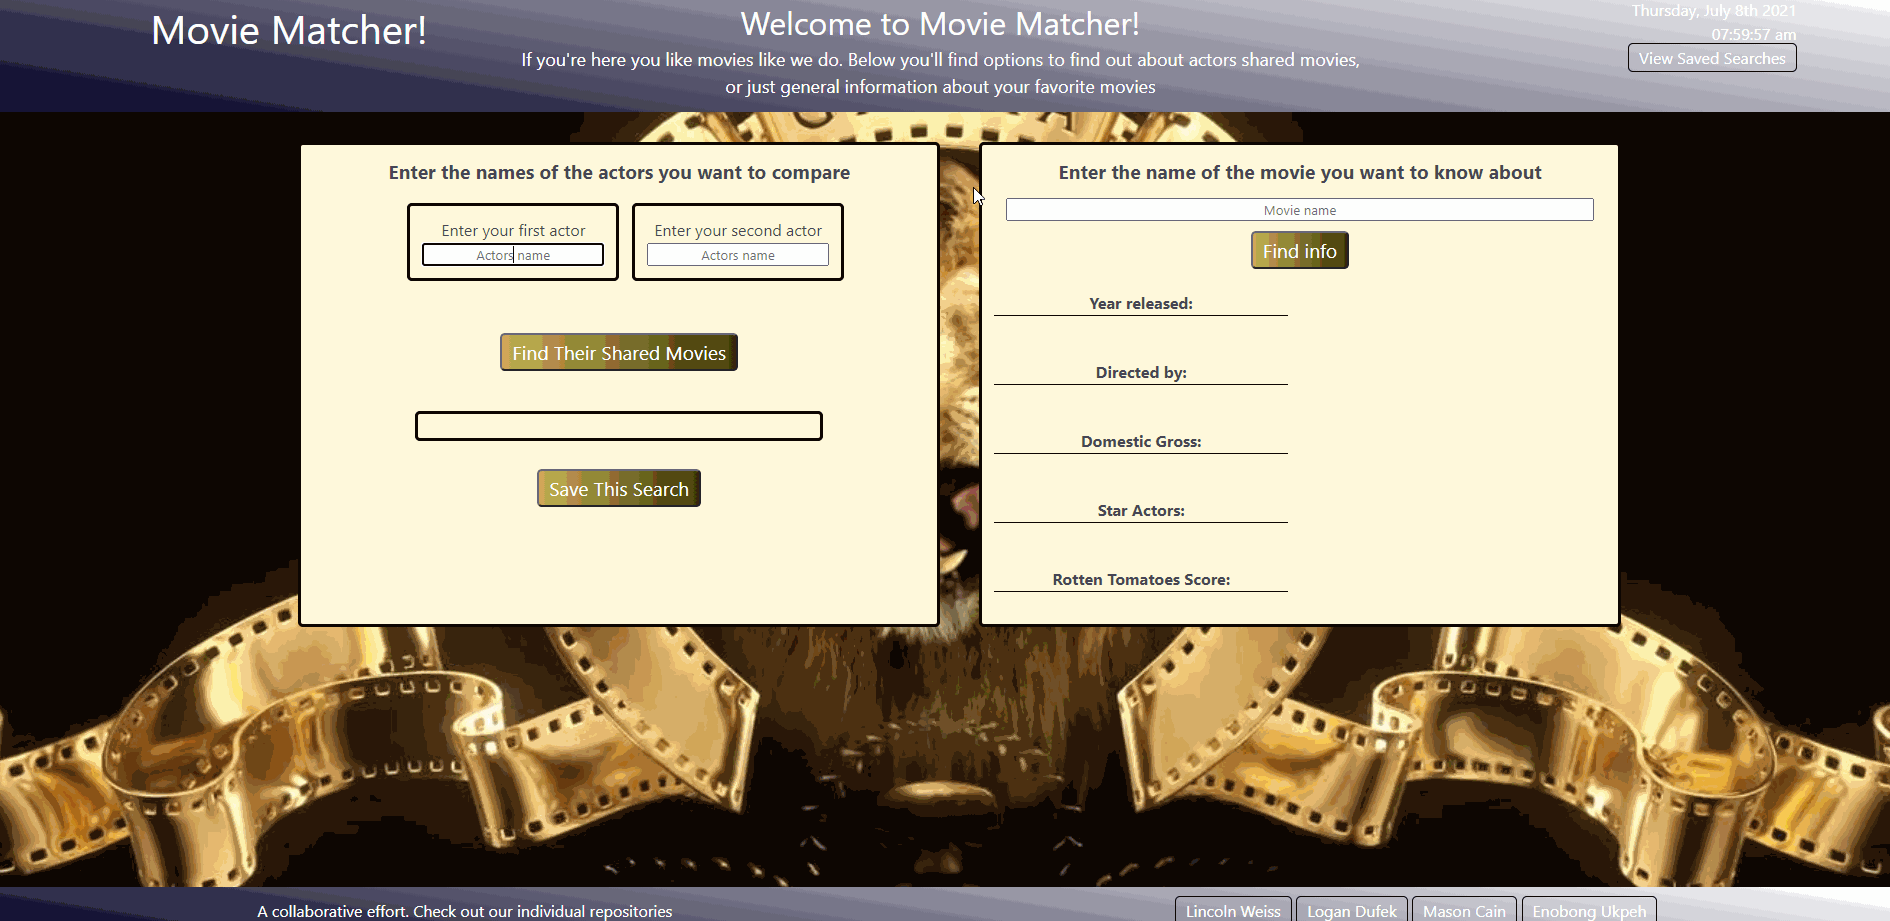 Movie Matcher!
Welcome to Movie Matcher!
If you're here you like movies like we do. Below you'll find options to find out about actors shared movies,
or just general information about your favorite movies
Thursday, July 8th 2021
07:59:57 am
View Saved Searches
Enter the names of the actors you want to compare
Enter your first actor
Actors name
Enter your second actor
Actors name
Find Their Shared Movies
Save This Search
Enter the name of the movie you want to know about
Movie name
Find info
Year released:
Directed by:
Domestic Gross:
Star Actors:
Rotten Tomatoes Score:
A collaborative effort. Check out our individual repositories
Lincoln Weiss
Logan Dufek
Mason Cain
Enobong Ukpeh